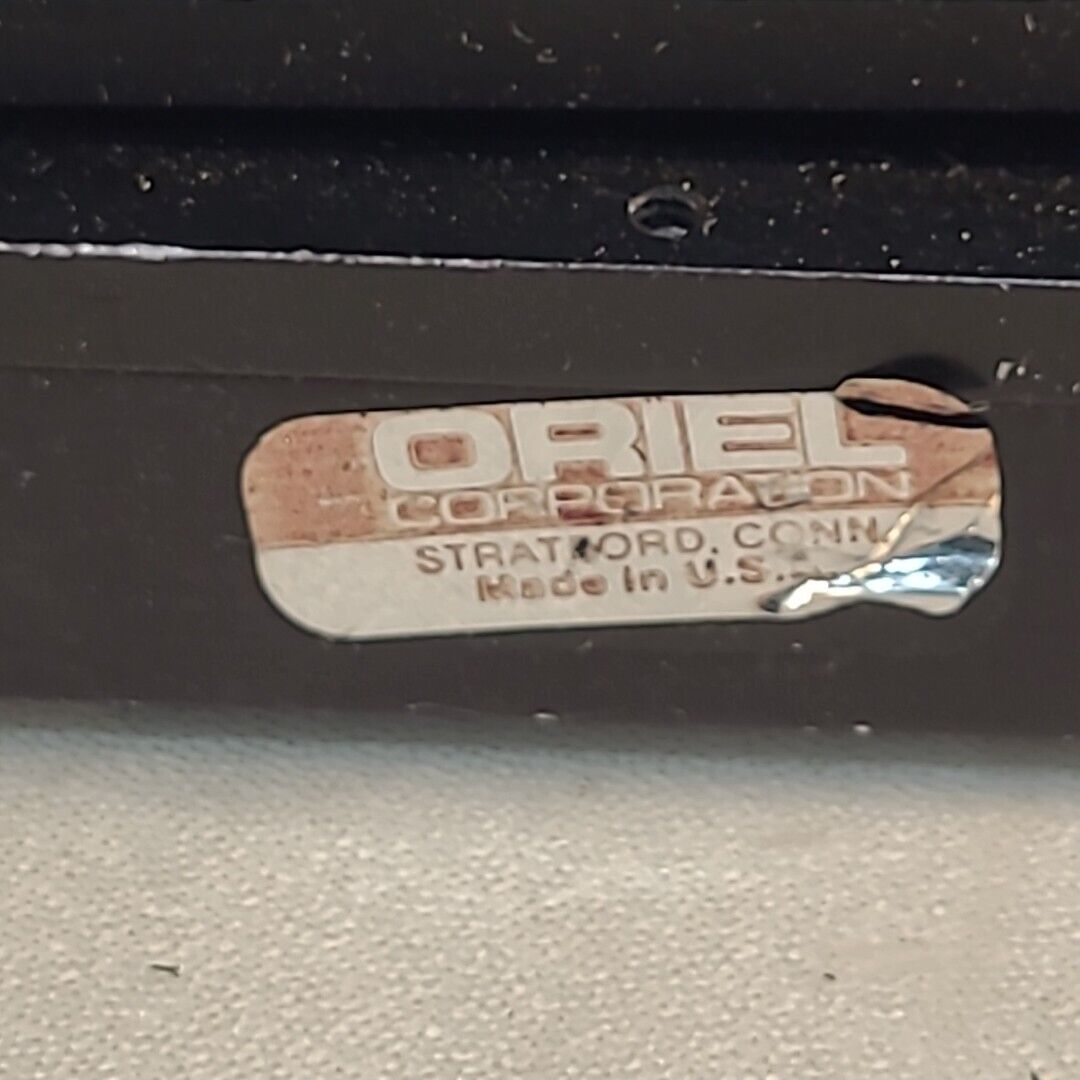 ORIEL
CORPORATION
STRATFORD, CONN.
Made in U.S.A.